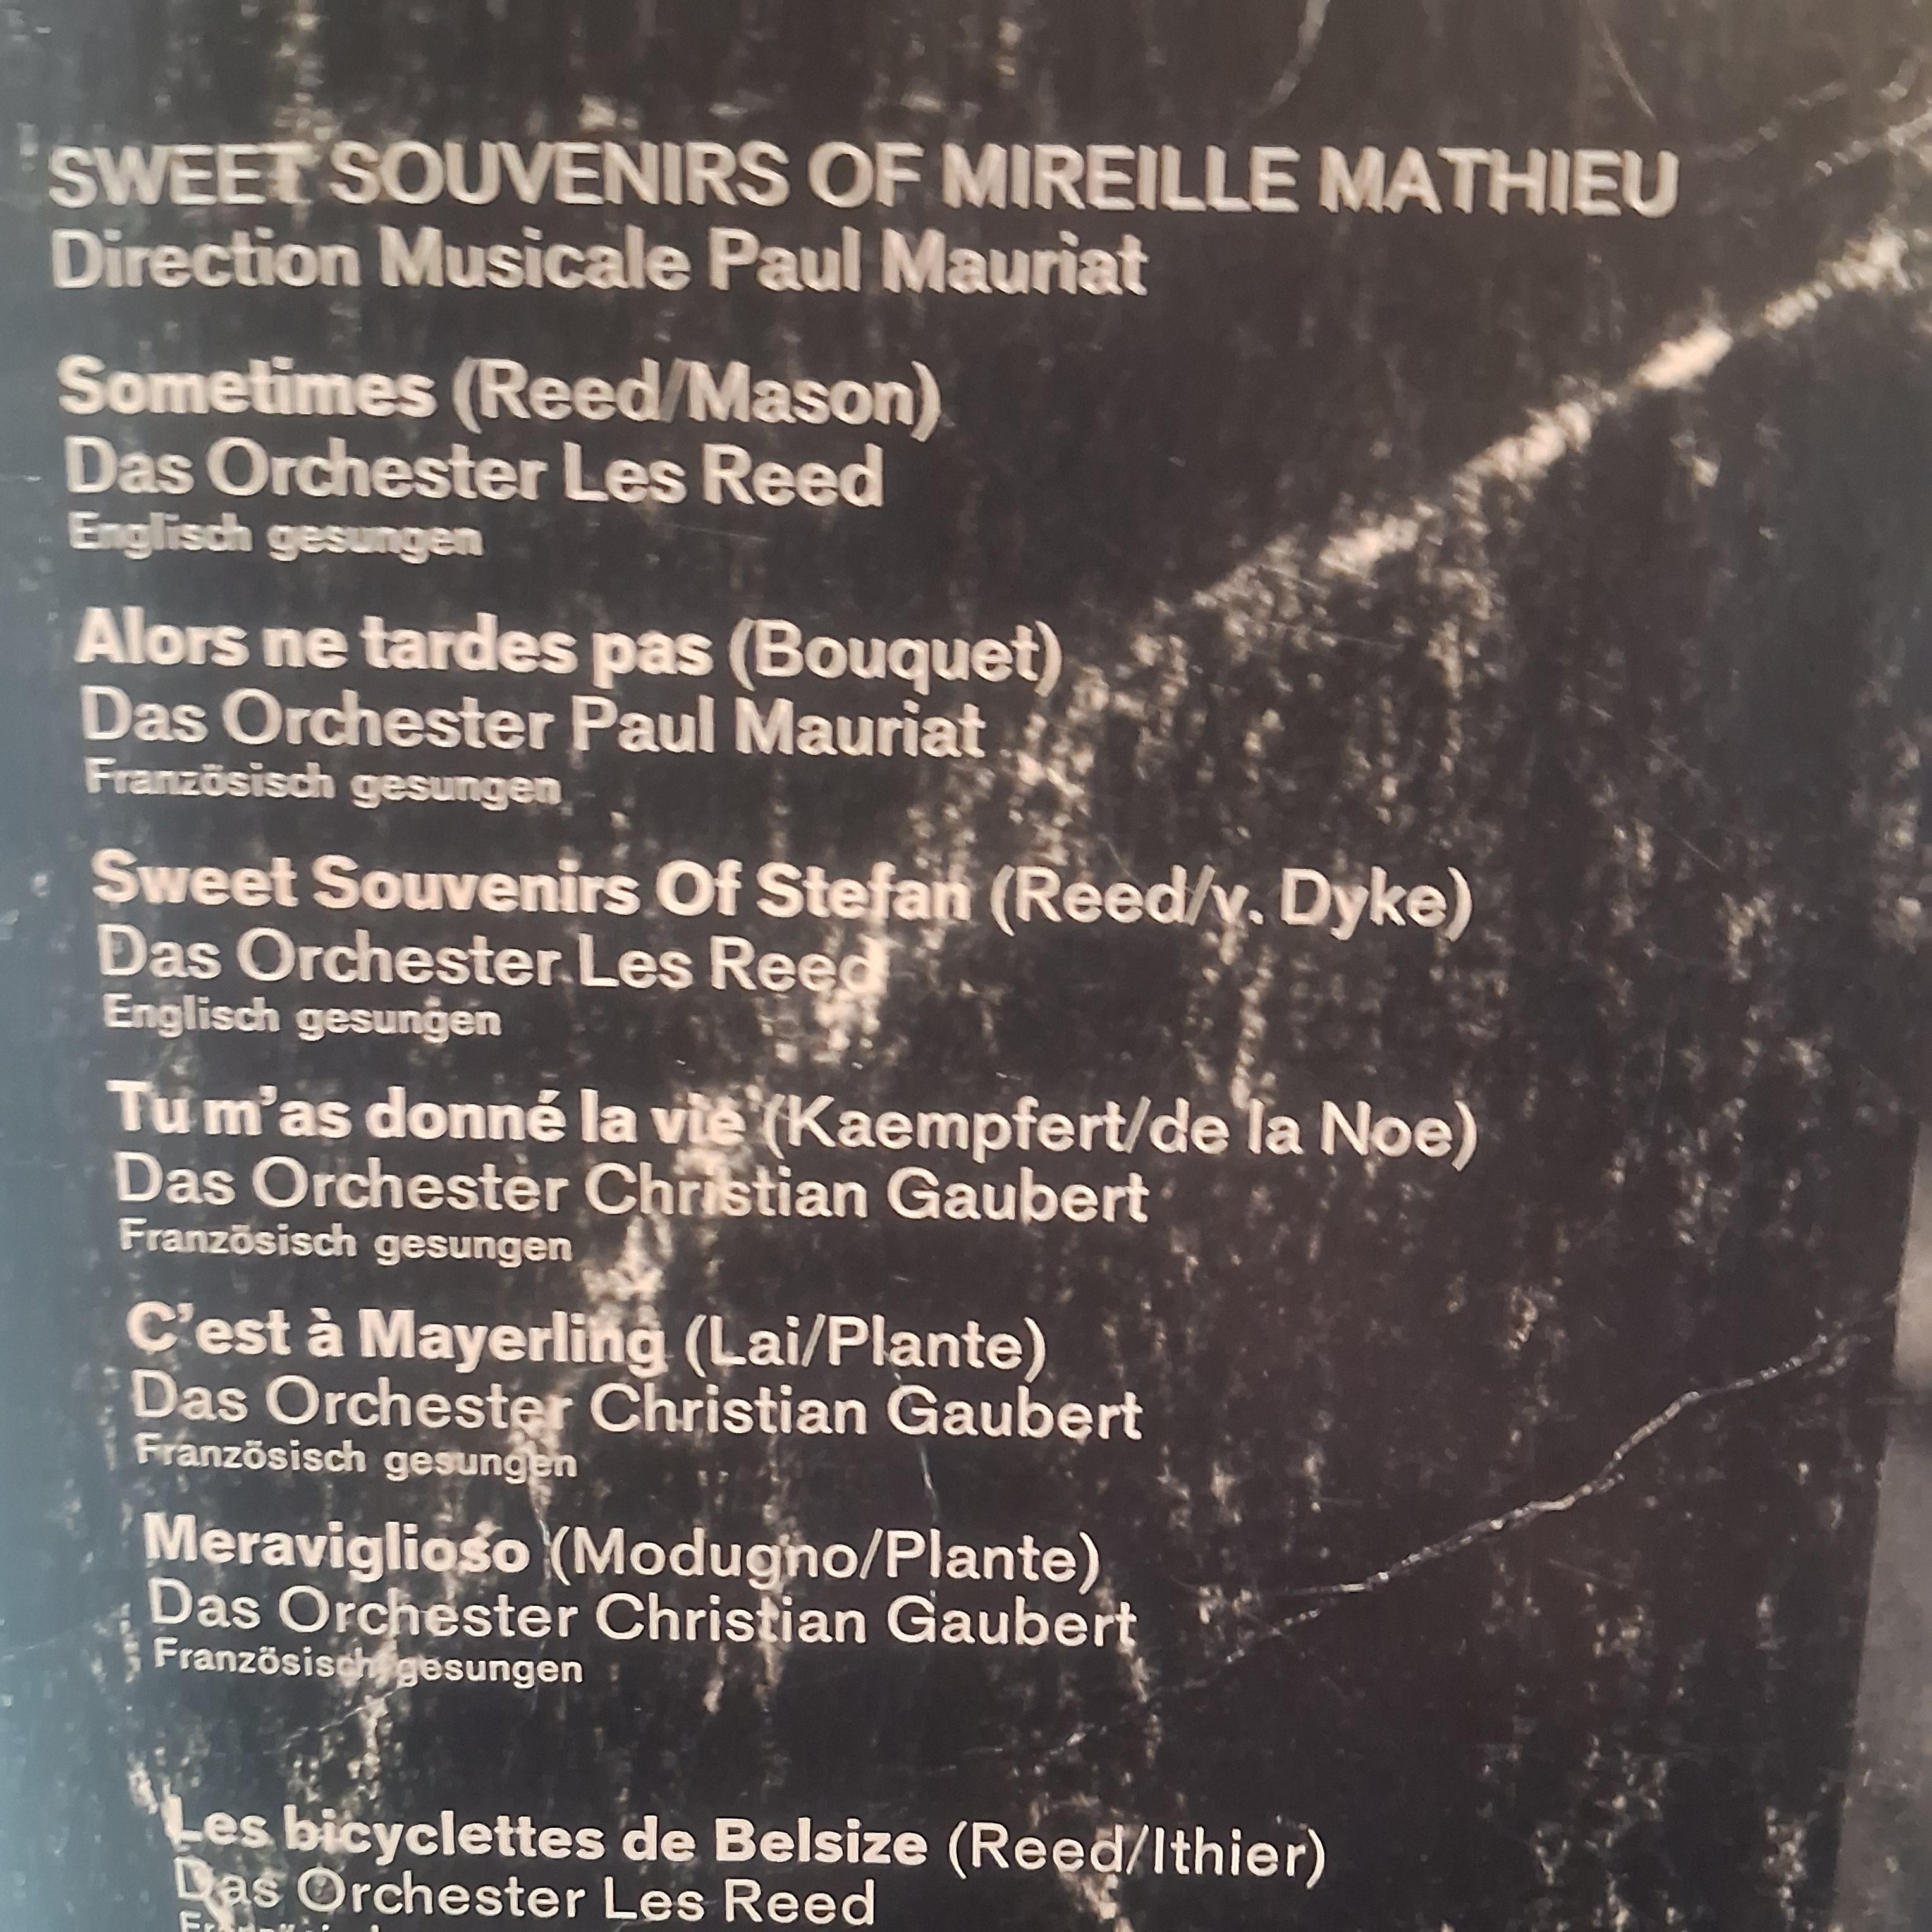 SWEET SOUVENIRS OF MIREILLE MATHIEU
Direction Musicale Paul Mauriat
Sometimes (Reed/Mason)
Das Orchester Les Reed
Englisch gesungen
Alors ne tardes pas (Bouquet)
Das Orchester Paul Mauriat
Französisch gesungen
Sweet Souvenirs Of Stefan (Reed/v. Dyke)
Das Orchester Les Reed
Englisch gesungen
Tu m'as donné la vie (Kaempfert/de la Noe)
Das Orchester Christian Gaubert
Französisch gesungen
C'est à Mayerling (Lai/Plante)
Das Orchester Christian Gaubert
Französisch gesungen
Meraviglioso (Modugno/Plante)
Das Orchester Christian Gaubert
Französisch gesungen
Les bicyclettes de Belsize (Reed/Ithier)
Das Orchester Les Reed